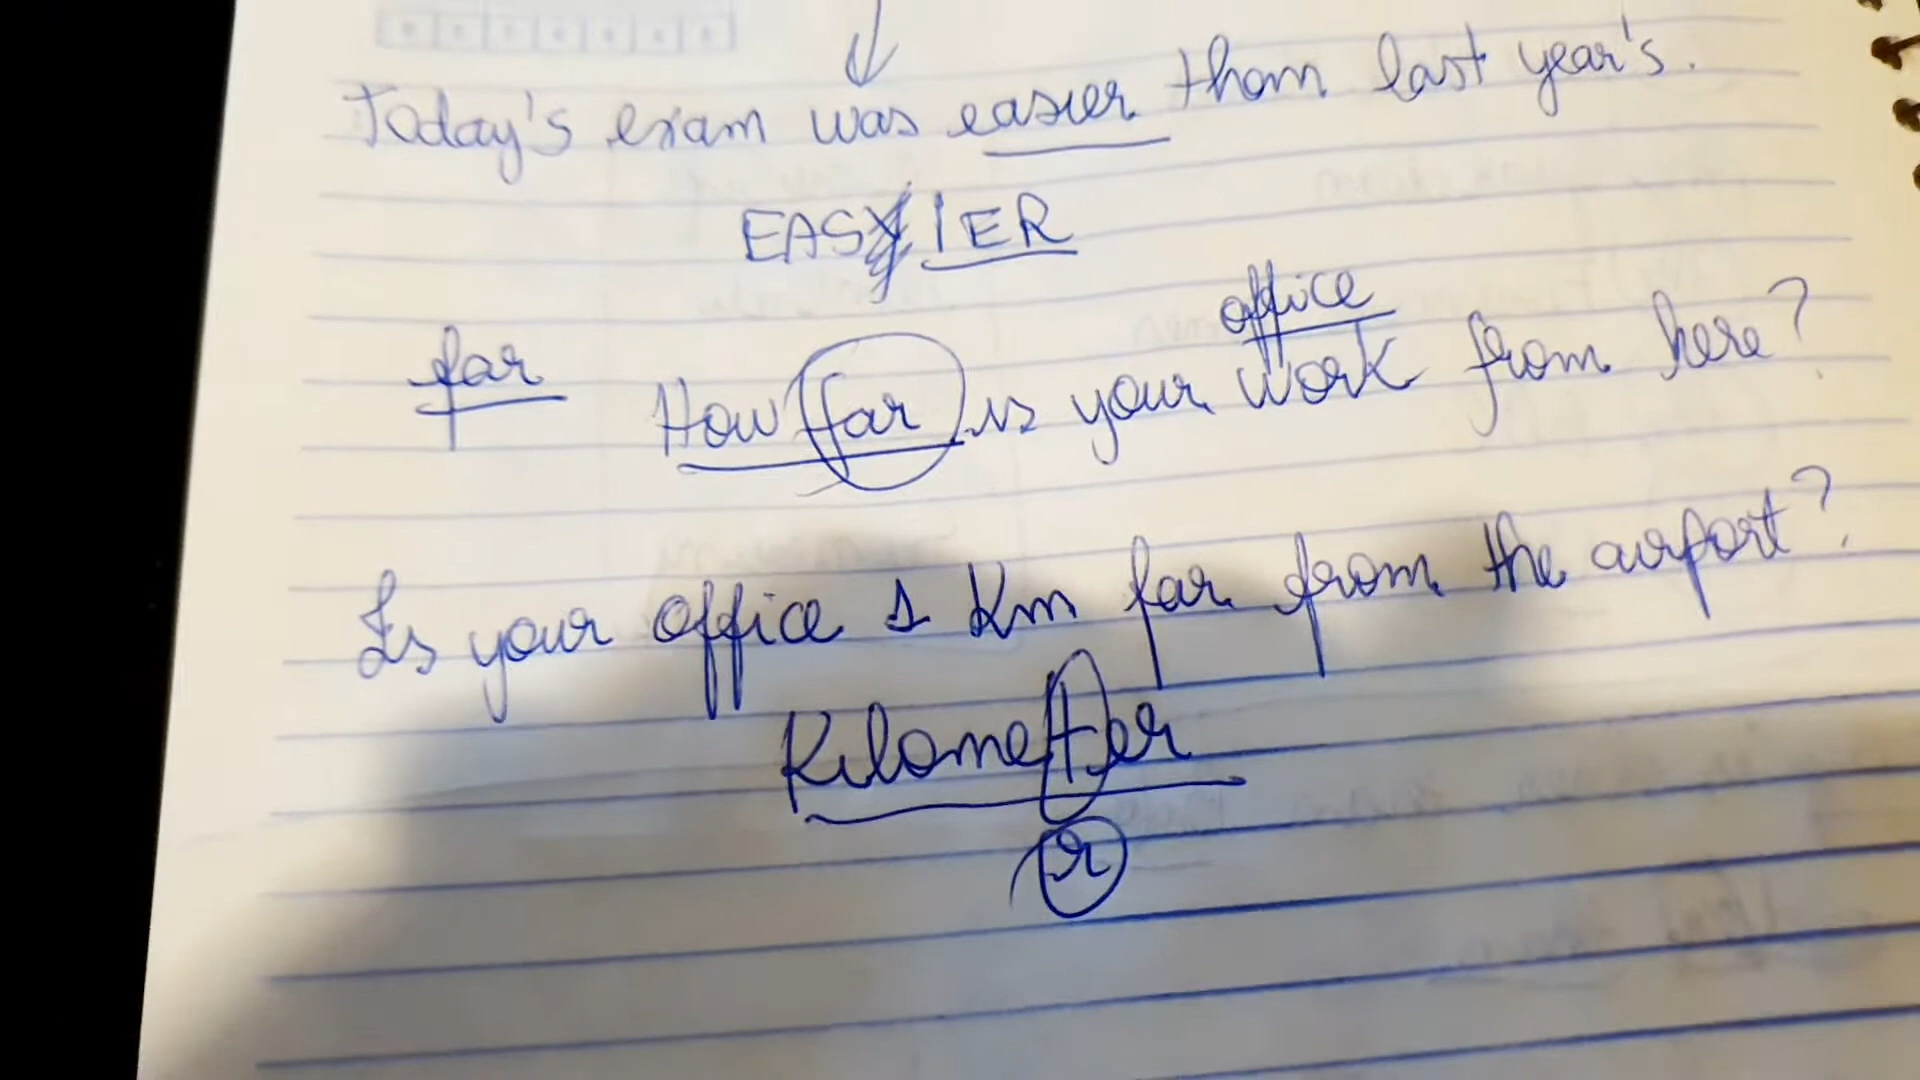 Today's exam was easier than last year's.
EASYIER
office
far How far is your work from here?
Is your office 1 Km far from the airport?
Kilometer
r